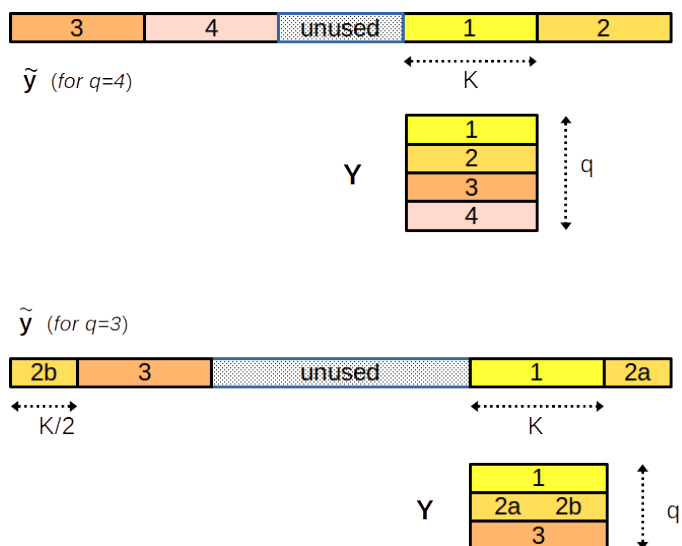 3 4 unused 1 2
ỹ (for q=4)
K
1
2
3
4
Y
q
ỹ (for q=3)
2b 3 unused 1 2a
K/2 K
1
2a 2b
3
Y
q